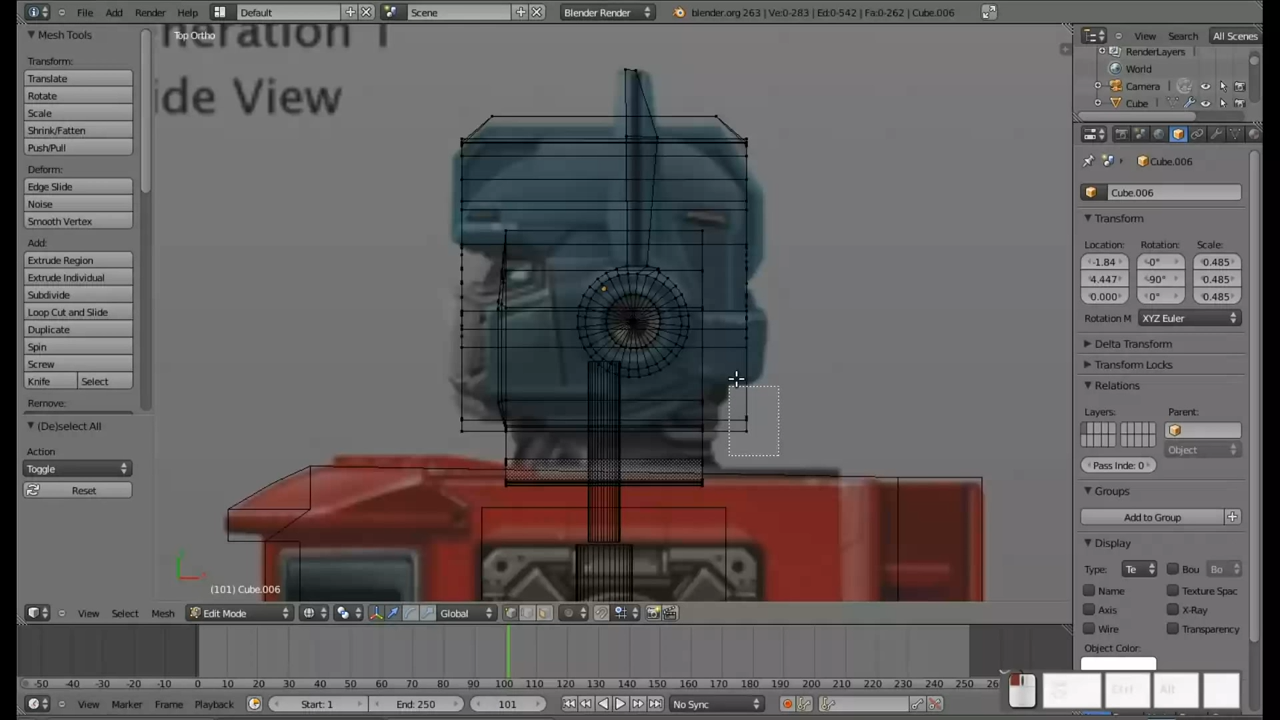 File Add Render Help Default Scene Blender Render blender.org 263 | Ve:0-283 | Ed:0-542 | Fa:0-262 | Cube.006
Mesh Tools
Transform:
Translate
Rotate
Scale
Shrink/Fatten
Push/Pull
Deform:
Edge Slide
Noise
Smooth Vertex
Add:
Extrude Region
Extrude Individual
Subdivide
Loop Cut and Slide
Duplicate
Spin
Screw
Knife Select
Remove:
(De)select All
Action
Toggle
Reset
Top Ortho
neration 1
ide View
(101) Cube.006
View Select Mesh Edit Mode Global
View Search All Scenes
RenderLayers
World
Camera
Cube
Cube.006
Cube.006
Transform
Location: Rotation: Scale:
-1.84 -0° 0.485
4.447 -90° 0.485
0.000 0° 0.485
Rotation M XYZ Euler
Delta Transform
Transform Locks
Relations
Layers: Parent:
Object
Pass Inde: 0
Groups
Add to Group
Display
Type: Te Bou Bo
Name Texture Spac
Axis X-Ray
Wire Transparency
Object Color:
-50 -40 -30 -20 -10 0 10 20 30 40 50 60 70 80 90 100 110 120 130 140 150 160 170 180 190 200 210 220 230 240 250 26
View Marker Frame Playback Start: 1 End: 250 101 No Sync
Ctrl Alt